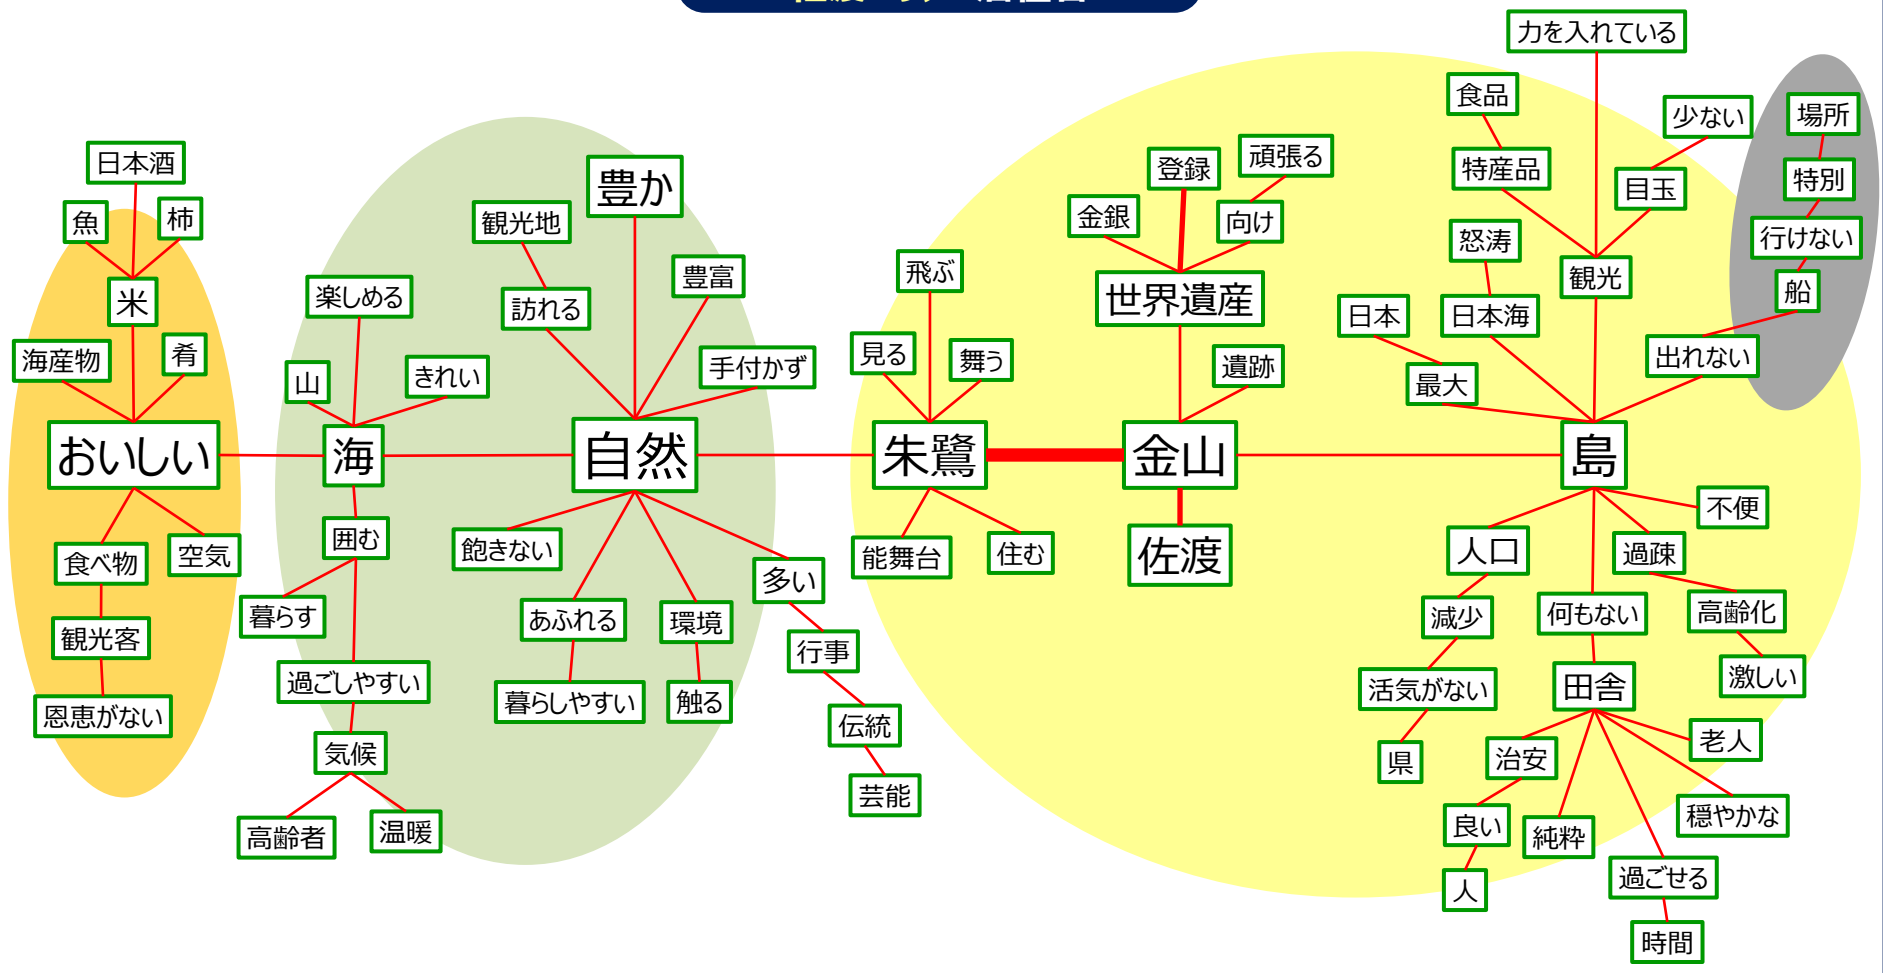 日本酒
魚
柿
米
海産物
肴
おいしい
食べ物
空気
観光客
恩恵がない
楽しめる
山
きれい
海
囲む
暮らす
過ごしやすい
気候
高齢者
温暖
豊か
観光地
訪れる
豊富
手付かず
自然
飽きない
あふれる
暮らしやすい
環境
触る
多い
行事
伝統
芸能
飛ぶ
見る
舞う
朱鷺
能舞台
住む
登録
頑張る
金銀
向け
世界遺産
遺跡
金山
佐渡
力を入れている
食品
特産品
少ない
目玉
怒涛
観光
日本
日本海
最大
場所
特別
行けない
船
出れない
島
不便
人口
過疎
減少
何もない
高齢化
激しい
活気がない
県
田舎
老人
治安
穏やかな
良い
純粋
人
過ごせる
時間